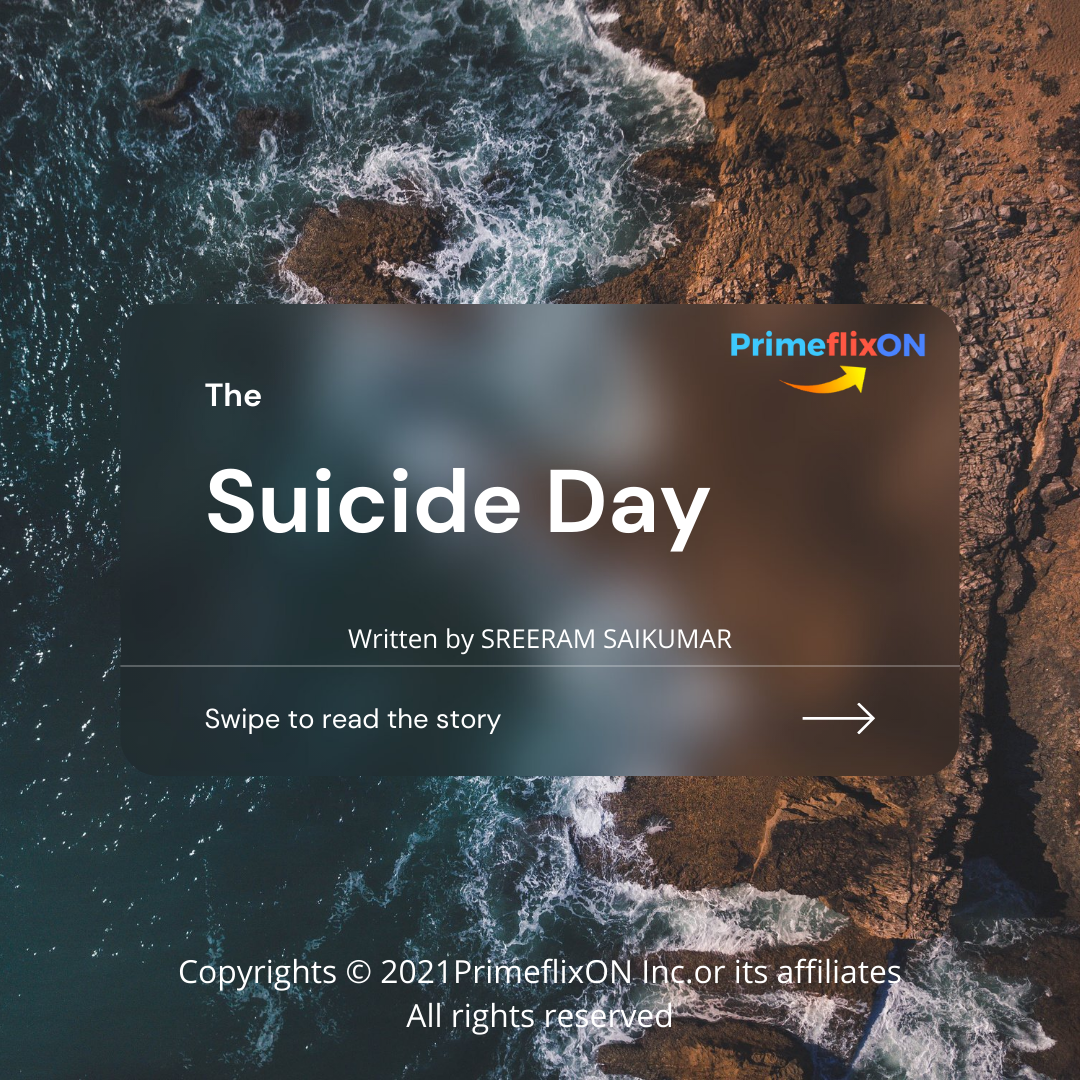 PrimeflixON
The
Suicide Day
Written by SREERAM SAIKUMAR
Swipe to read the story
Copyrights © 2021PrimeflixON Inc.or its affiliates
All rights reserved